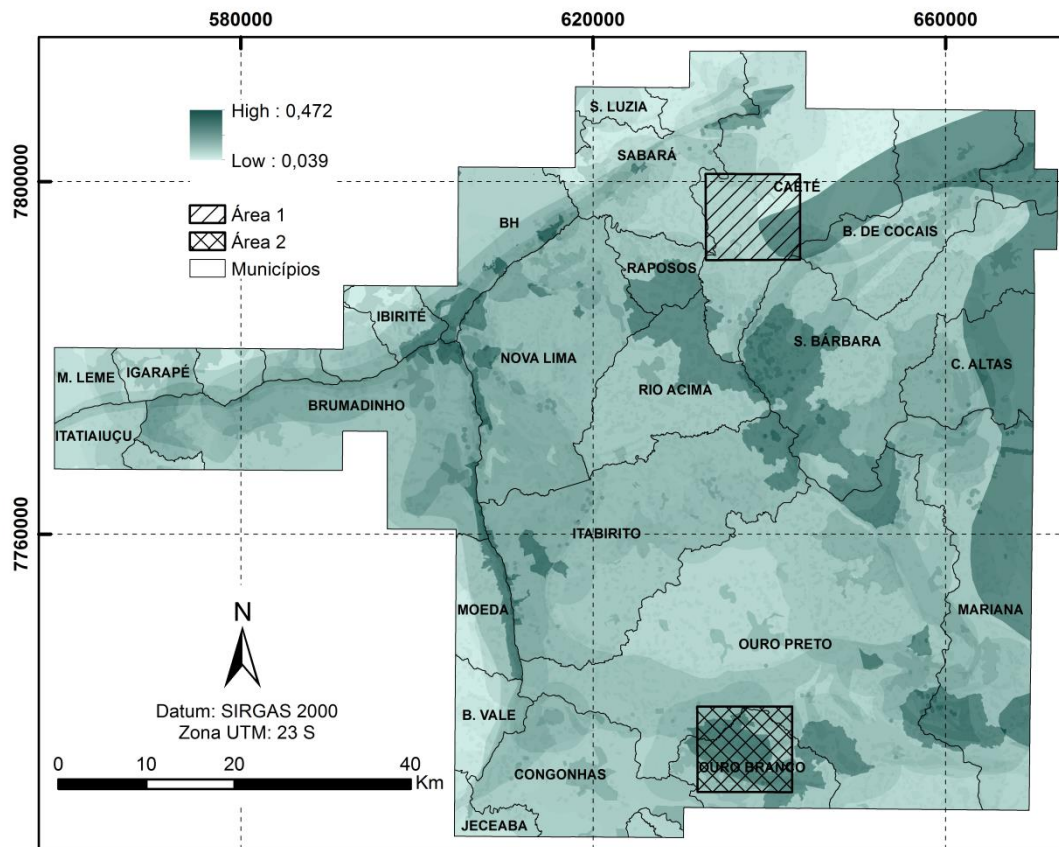 580000 620000 660000
7800000
7760000
High : 0,472
Low : 0,039
Área 1
Área 2
Municípios
S. LUZIA
SABARÁ
CAETÉ
BH
B. DE COCAIS
RAPOSOS
IBIRITÉ
NOVA LIMA
S. BÁRBARA
M. LEME
IGARAPÉ
C. ALTAS
RIO ACIMA
BRUMADINHO
ITATIAIUÇU
ITABIRITO
MOEDA
MARIANA
OURO PRETO
B. VALE
OURO BRANCO
CONGONHAS
JECEABA
N
Datum: SIRGAS 2000
Zona UTM: 23 S
0 10 20 40
Km